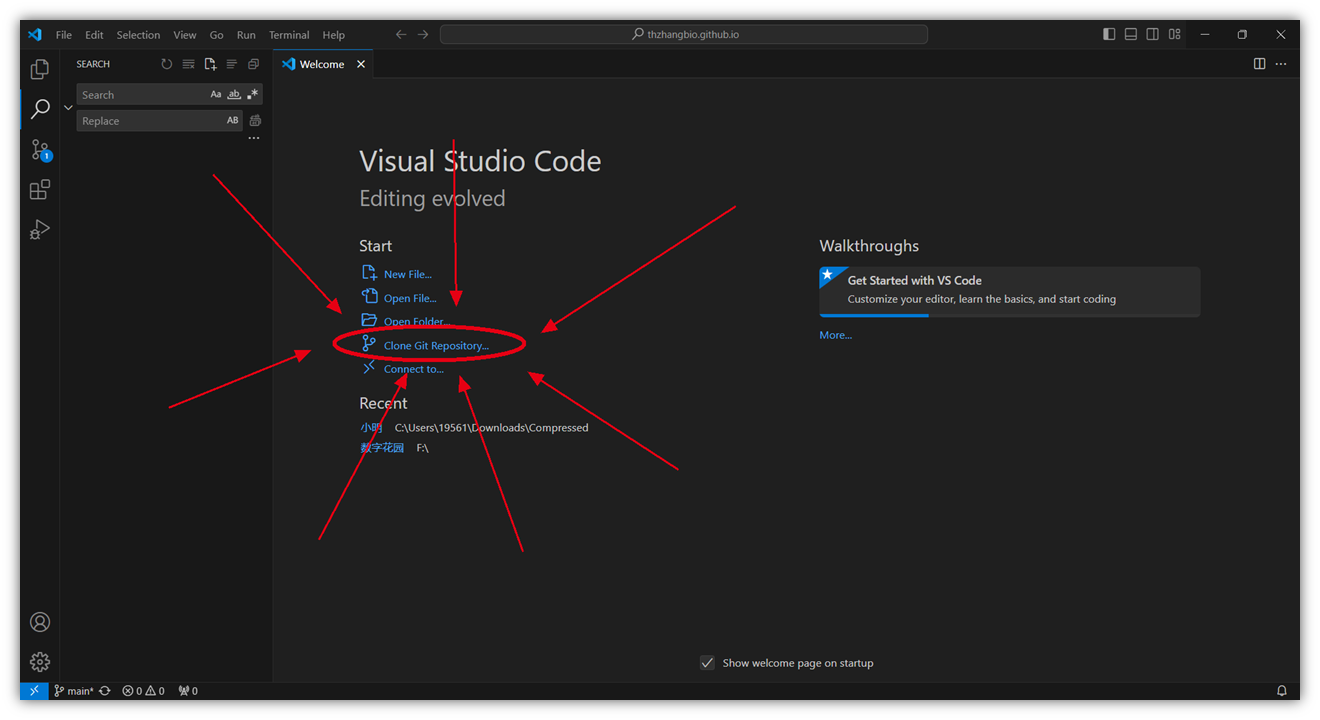 File Edit Selection View Go Run Terminal Help
thzhangbio.github.io
SEARCH
Welcome
Search Aa ab .*
Replace AB
Visual Studio Code
Editing evolved
Start
New File...
Open File...
Open Folder...
Clone Git Repository...
Connect to...
Recent
小明 C:\Users\19561\Downloads\Compressed
数字花园 F:\
Walkthroughs
Get Started with VS Code
Customize your editor, learn the basics, and start coding
More...
1
Show welcome page on startup
main* 0 0 0